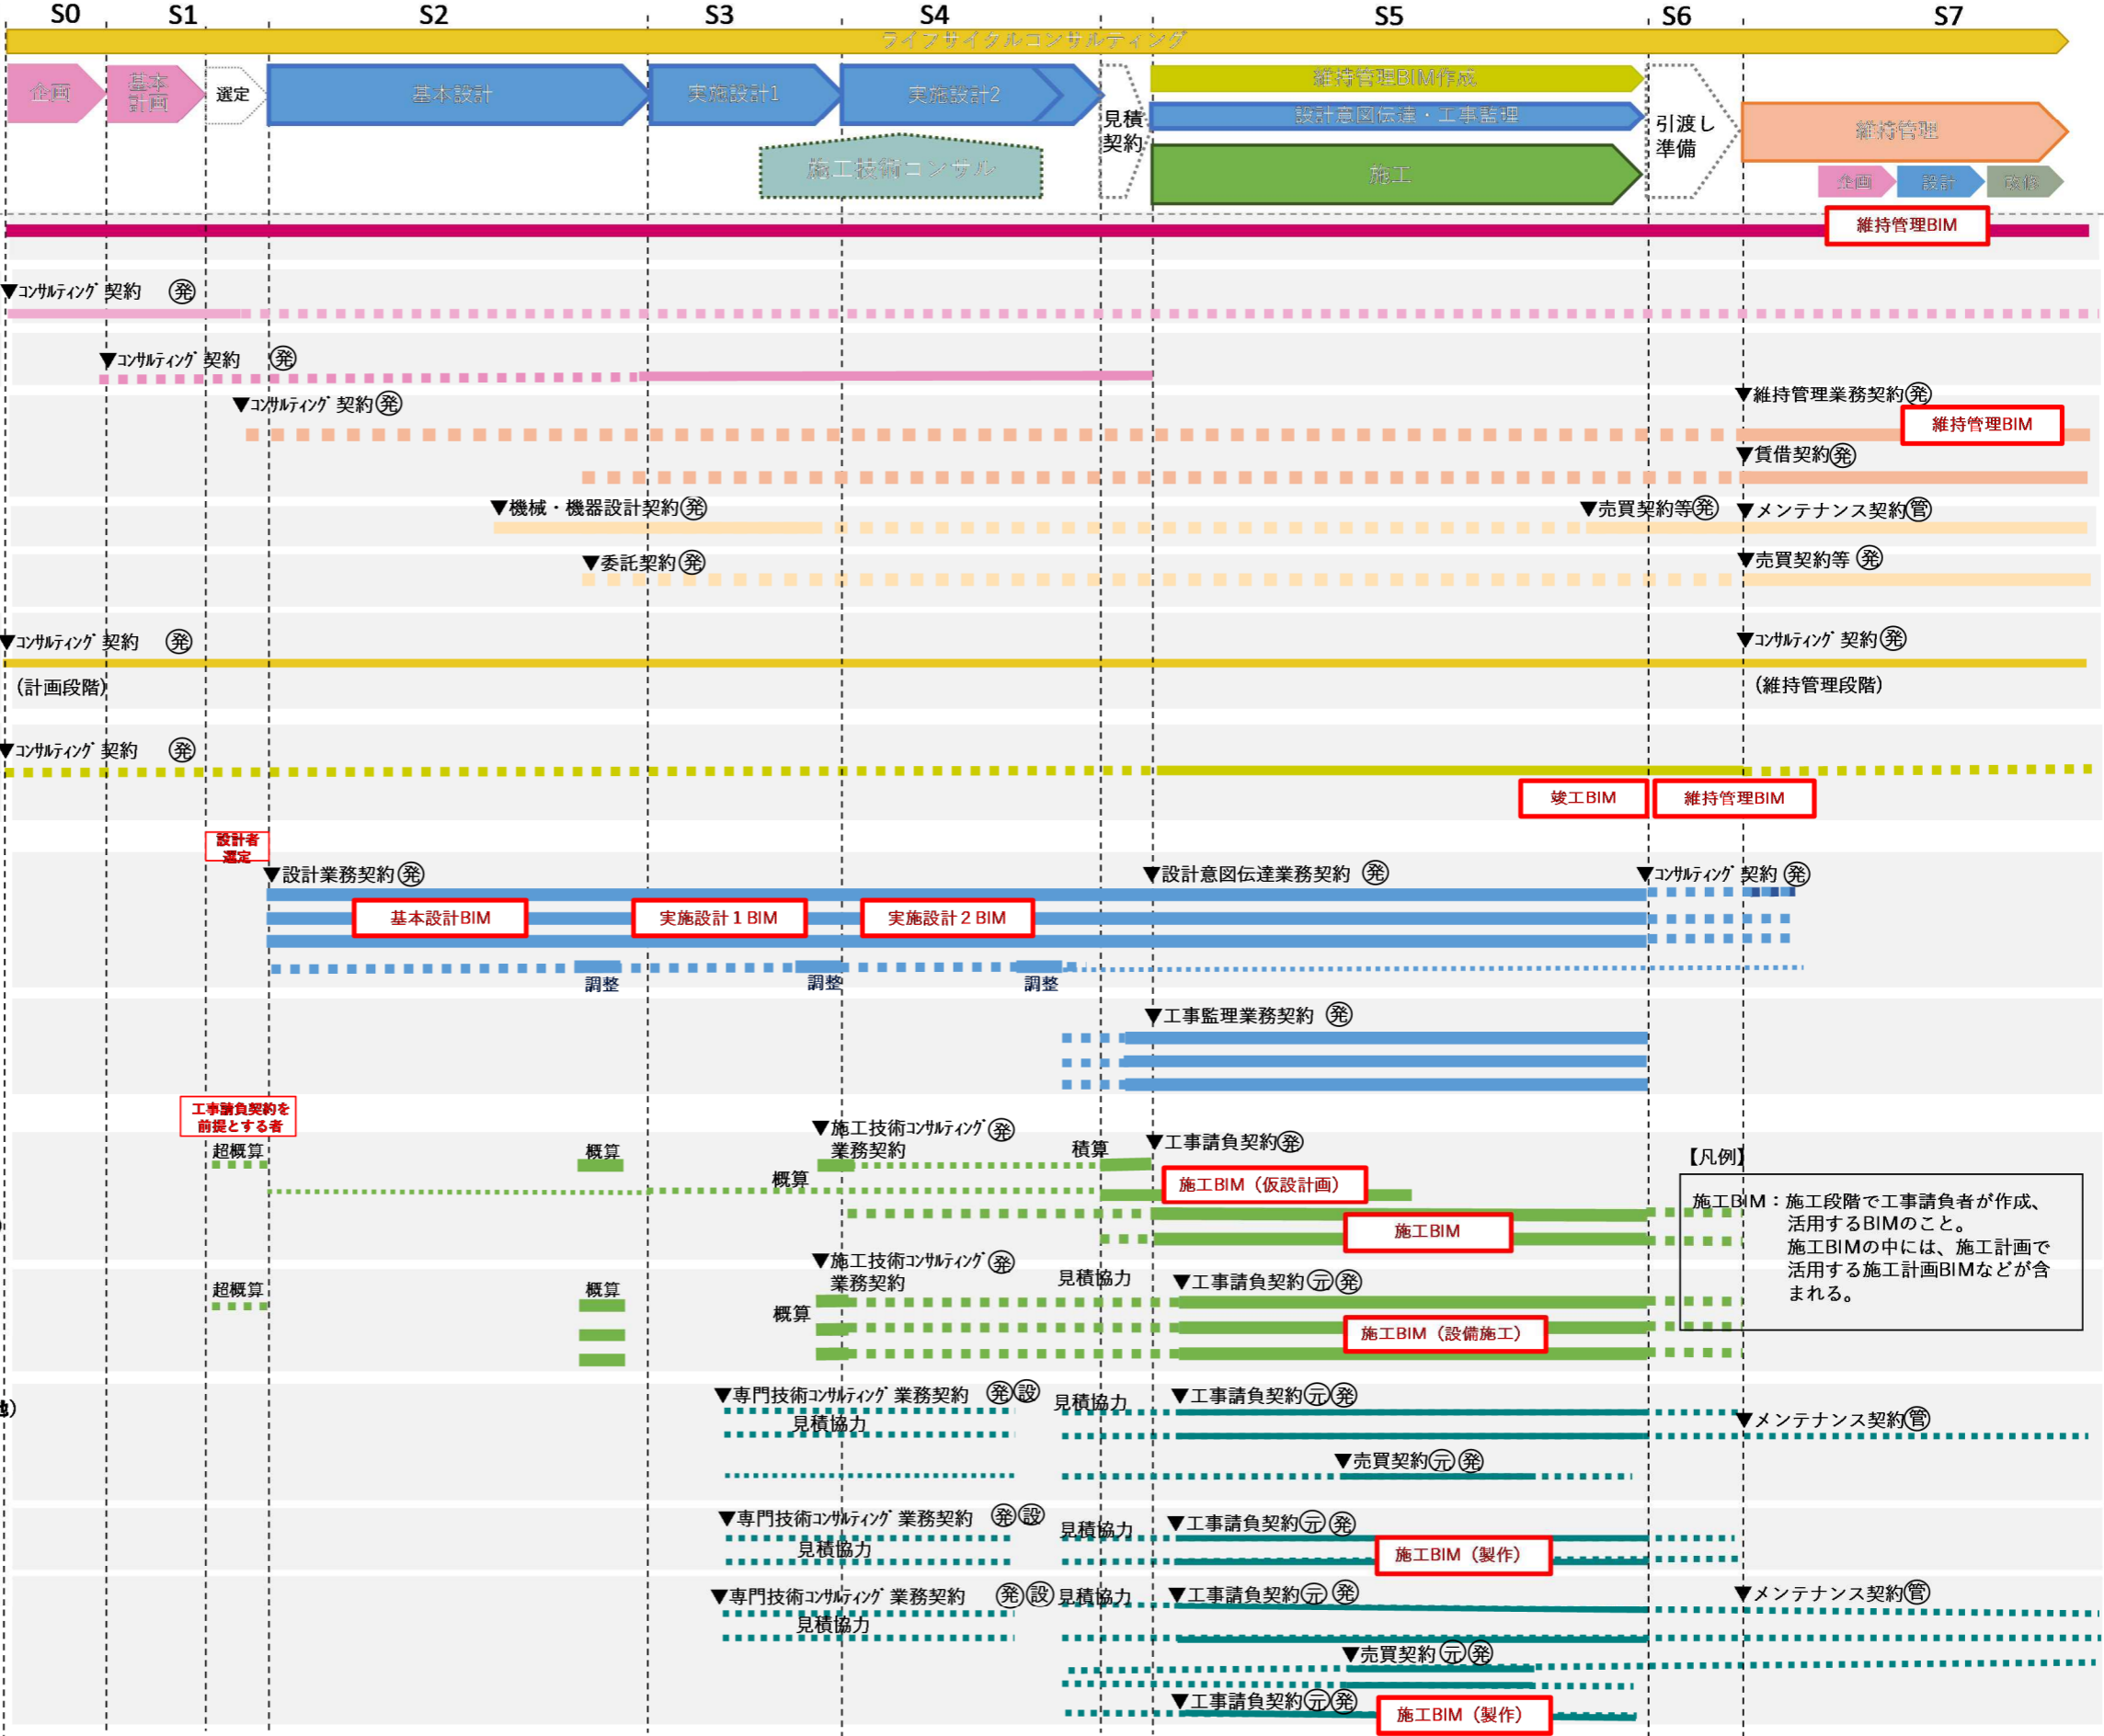 S0 S1 S2 S3 S4 S5 S6 S7
ライフサイクルコンサルティング
企画
基本
計画
選定
基本設計
実施設計1
実施設計2
見積
契約
維持管理BIM作成
設計意図伝達・工事監理
施工
引渡し
準備
維持管理
施工技術コンサル
企画 設計 改修
維持管理BIM
▼コンサルティング 契約 発
▼コンサルティング 契約 発
▼コンサルティング 契約発
▼維持管理業務契約発
維持管理BIM
▼賃借契約発
▼機械・機器設計契約発
▼売買契約等発
▼メンテナンス契約管
▼委託契約発
▼売買契約等 発
▼コンサルティング 契約 発
▼コンサルティング 契約発
(計画段階)
(維持管理段階)
▼コンサルティング 契約 発
竣工BIM
維持管理BIM
設計者
選定
▼設計業務契約発
▼設計意図伝達業務契約 発
▼コンサルティング 契約 発
基本設計BIM
実施設計1 BIM
実施設計2 BIM
調整 調整 調整
▼工事監理業務契約 発
工事請負契約を
前提とする者
超概算
概算
▼施工技術コンサルティング発
業務契約
概算
積算
▼工事請負契約発
施工BIM(仮設計画)
施工BIM
【凡例】
施工BIM:施工段階で工事請負者が作成、
活用するBIMのこと。
施工BIMの中には、施工計画で
活用する施工計画BIMなどが含
まれる。
超概算
概算
▼施工技術コンサルティング発
業務契約
概算
見積協力
▼工事請負契約元発
施工BIM(設備施工)
▼専門技術コンサルティング 業務契約 発設
見積協力
見積協力
▼工事請負契約元発
▼メンテナンス契約管
▼売買契約元発
▼専門技術コンサルティング 業務契約 発設
見積協力
見積協力
▼工事請負契約元発
施工BIM(製作)
▼専門技術コンサルティング 業務契約 発設
見積協力
見積協力
▼工事請負契約元発
▼メンテナンス契約管
▼売買契約元発
▼工事請負契約元発
施工BIM(製作)